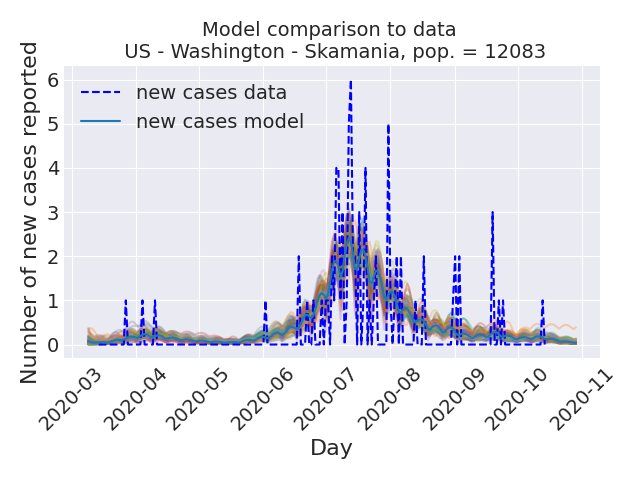 Model comparison to data
US - Washington - Skamania, pop. = 12083
Number of new cases reported
6
5
4
3
2
1
0
new cases data
new cases model
2020-03
2020-04
2020-05
2020-06
2020-07
2020-08
2020-09
2020-10
2020-11
Day